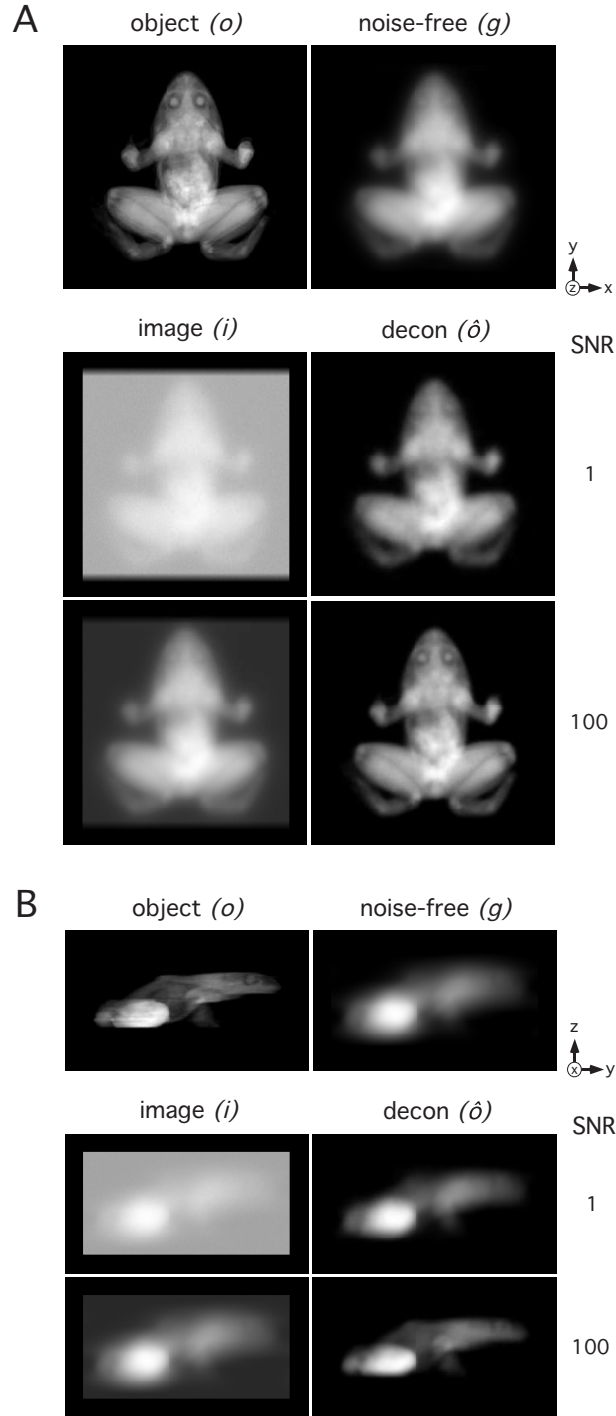 A
object (o)
noise-free (g)
y
z
x
image (i)
decon (ô)
SNR
1
100
B
object (o)
noise-free (g)
z
x
y
image (i)
decon (ô)
SNR
1
100